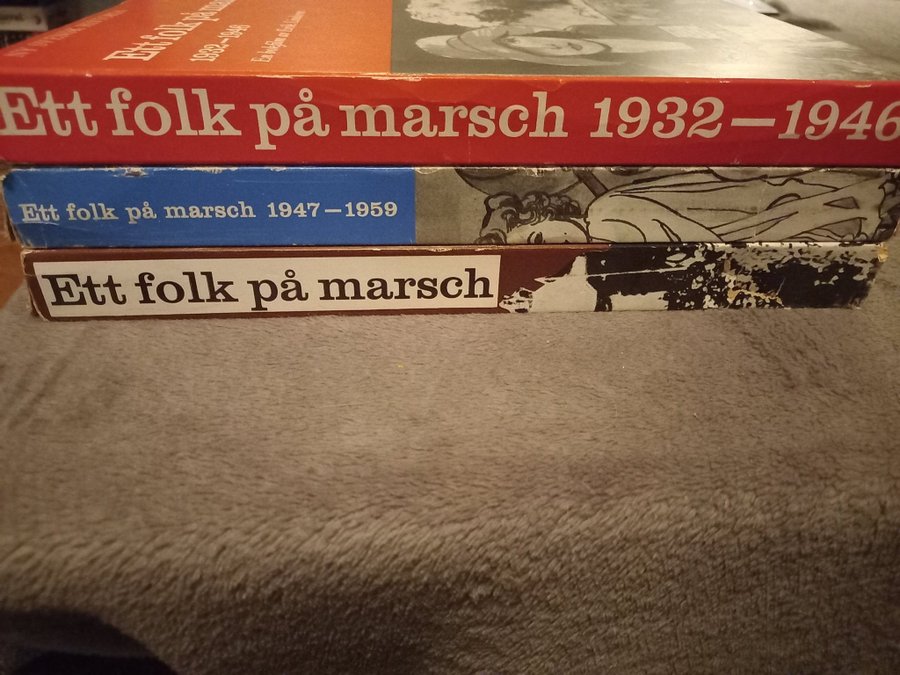 Ett folk på
1932–1946
Ett folk på marsch 1932–1946
Ett folk på marsch 1947–1959
Ett folk på marsch